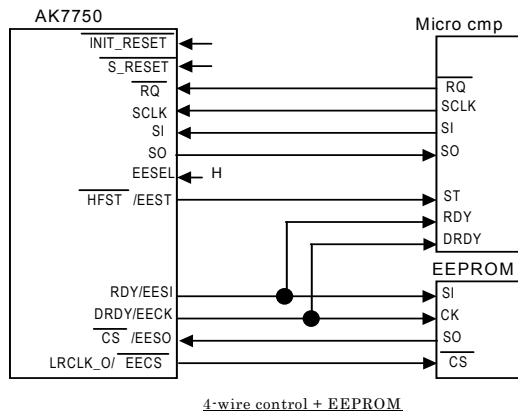 AK7750
Micro cmp
INIT_RESET
S_RESET
RQ
RQ
SCLK
SCLK
SI
SI
SO
SO
EESEL
H
HFST /EEST
ST
RDY
DRDY
EEPROM
RDY/EESI
SI
DRDY/EECK
CK
CS /EESO
SO
LRCLK_O/ EECS
CS
4-wire control + EEPROM